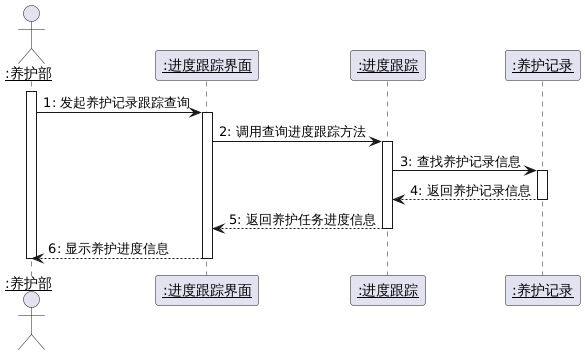 :养护部
:进度跟踪界面
:进度跟踪
:养护记录
1: 发起养护记录跟踪查询
2: 调用查询进度跟踪方法
3: 查找养护记录信息
4: 返回养护记录信息
5: 返回养护任务进度信息
6: 显示养护进度信息
:养护部
:进度跟踪界面
:进度跟踪
:养护记录